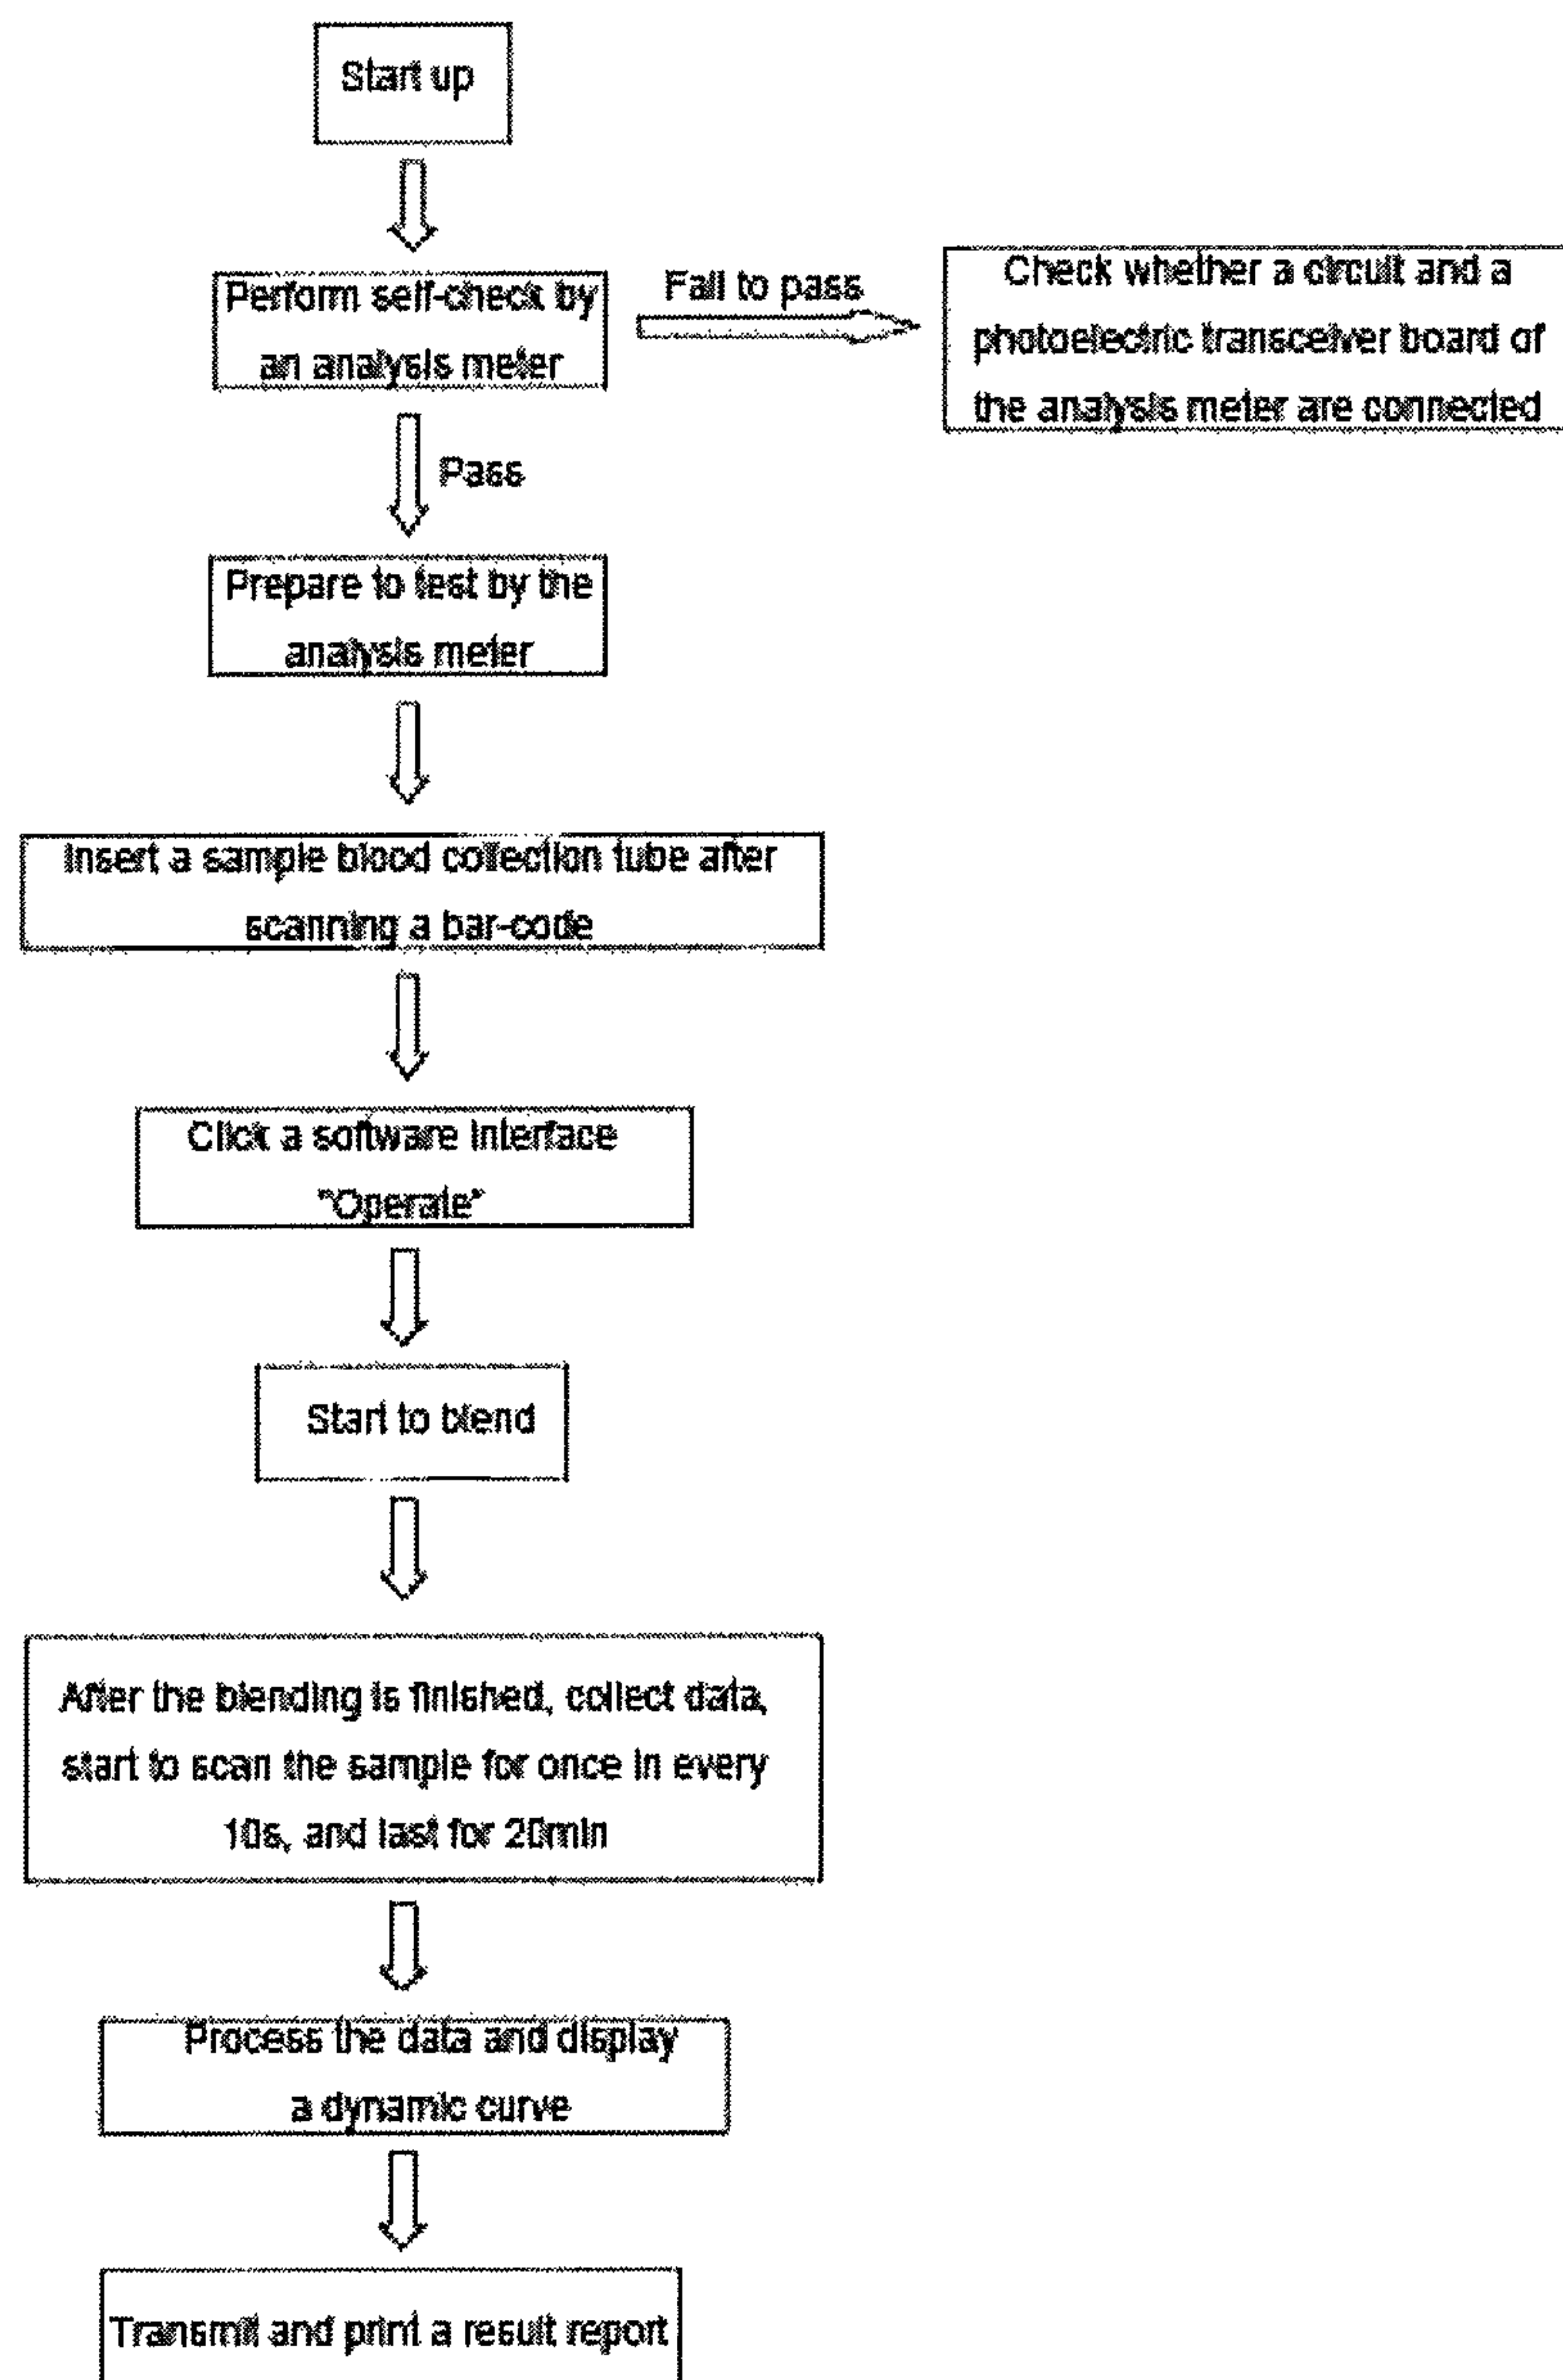 Start up
Perform self-check by
an analysis meter
Fail to pass
Check whether a circuit and a
photoelectric transceiver board of
the analysis meter are connected
Pass
Prepare to test by the
analysis meter
Insert a sample blood collection tube after
scanning a bar-code
Click a software interface
"Operate"
Start to blend
After the blending is finished, collect data,
start to scan the sample for once in every
10s, and last for 20min
Process the data and display
a dynamic curve
Transmit and print a result report